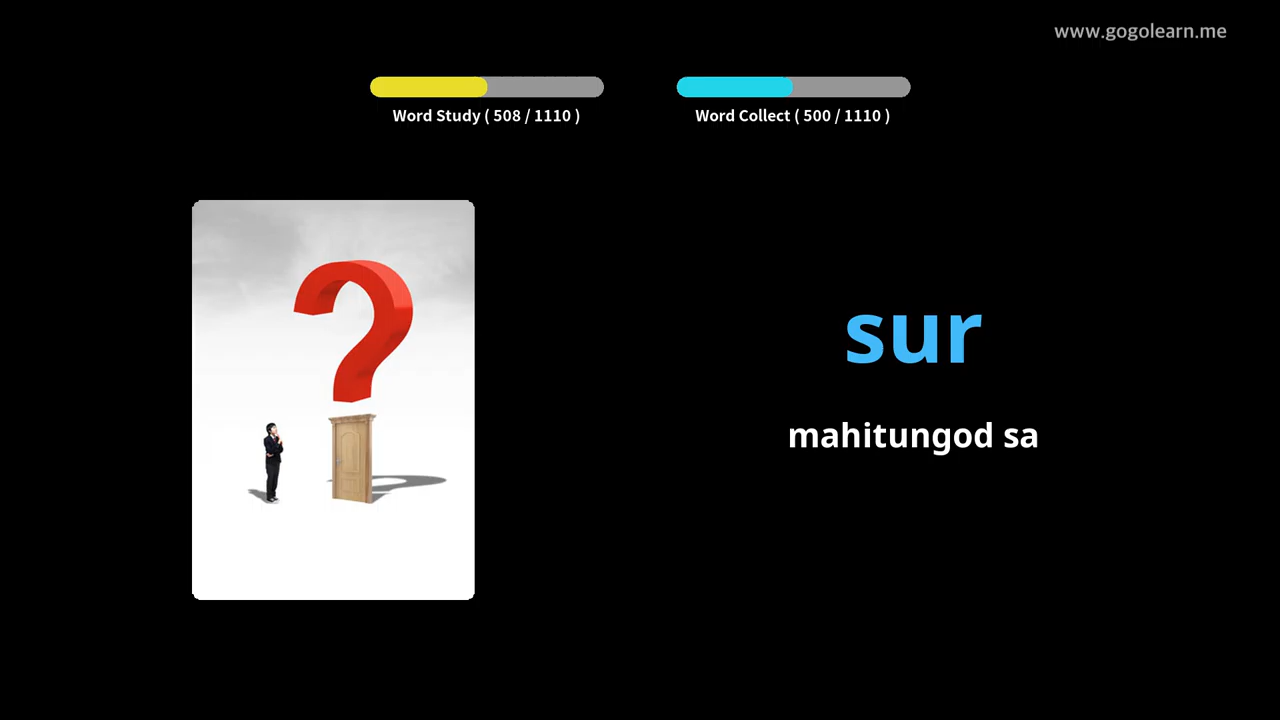 www.gogolearn.me
Word Study ( 508 / 1110 )
Word Collect ( 500 / 1110 )
sur
mahitungod sa